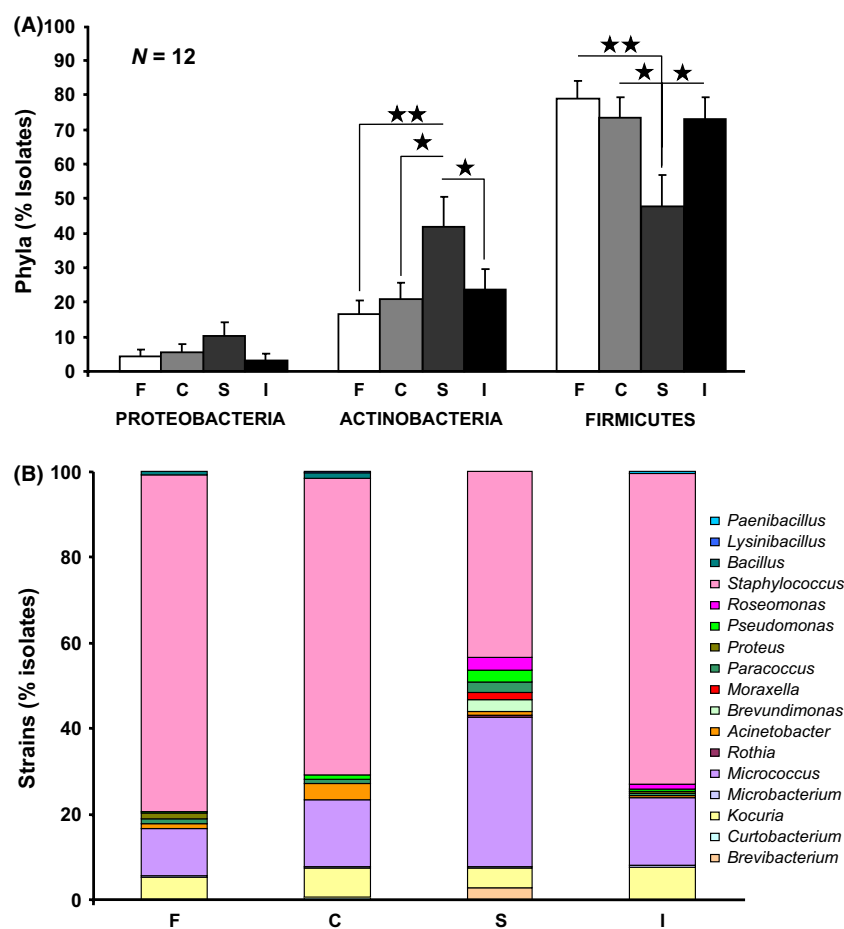 (A)
Phyla (% Isolates)
100
90
80
70
60
50
40
30
20
10
0
N = 12
★★
★
★
★★
★ ★
F C S I F C S I F C S I
PROTEOBACTERIA ACTINOBACTERIA FIRMICUTES
(B)
Strains (% isolates)
100
80
60
40
20
0
F C S I
Paenibacillus
Lysinibacillus
Bacillus
Staphylococcus
Roseomonas
Pseudomonas
Proteus
Paracoccus
Moraxella
Brevundimonas
Acinetobacter
Rothia
Micrococcus
Microbacterium
Kocuria
Curtobacterium
Brevibacterium